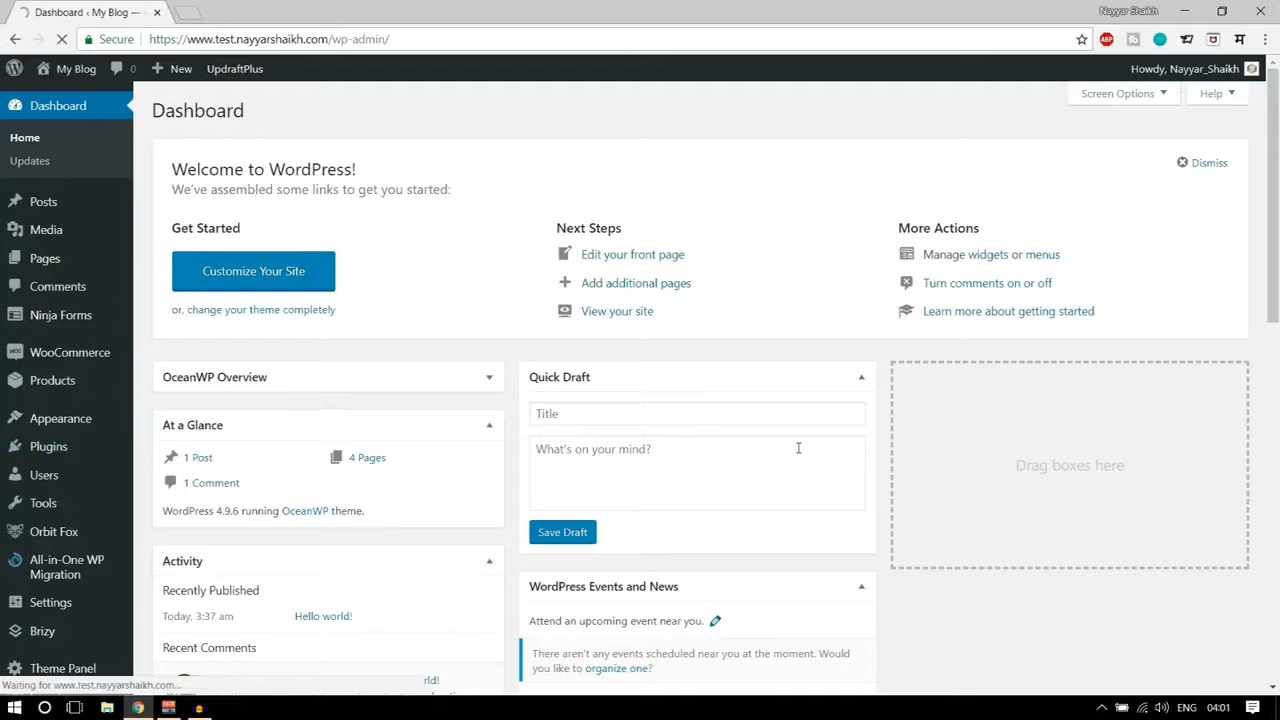 Dashboard ‹ My Blog —
Nayyar Shaikh
Secure
https://www.test.nayyarshaikh.com/wp-admin/
My Blog
0
New
UpdraftPlus
Howdy, Nayyar_Shaikh
Dashboard
Home
Updates
Posts
Media
Pages
Comments
Ninja Forms
WooCommerce
Products
Appearance
Plugins
Users
Tools
Orbit Fox
All-in-One WP
Migration
Settings
Brizy
Theme Panel
Screen Options
Help
Dashboard
Welcome to WordPress!
We've assembled some links to get you started:
Dismiss
Get Started
Customize Your Site
or, change your theme completely
Next Steps
Edit your front page
Add additional pages
View your site
More Actions
Manage widgets or menus
Turn comments on or off
Learn more about getting started
OceanWP Overview
At a Glance
1 Post
4 Pages
1 Comment
WordPress 4.9.6 running OceanWP theme.
Activity
Recently Published
Today, 3:37 am
Hello world!
Recent Comments
Quick Draft
Title
What's on your mind?
Save Draft
WordPress Events and News
Attend an upcoming event near you.
There aren't any events scheduled near you at the moment. Would
you like to organize one?
Drag boxes here
Waiting for www.test.nayyarshaikh.com...
ENG
04:01